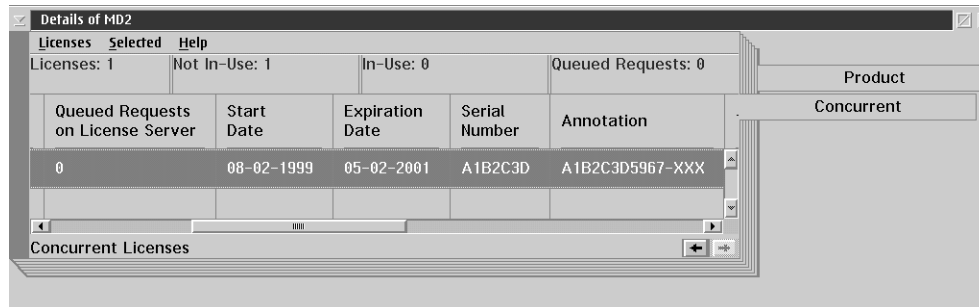 Details of MD2
Licenses Selected Help
Licenses: 1 Not In-Use: 1 In-Use: 0 Queued Requests: 0
Product
Concurrent
Queued Requests on License Server Start Date Expiration Date Serial Number Annotation
0 08-02-1999 05-02-2001 A1B2C3D A1B2C3D5967-XXX
Concurrent Licenses